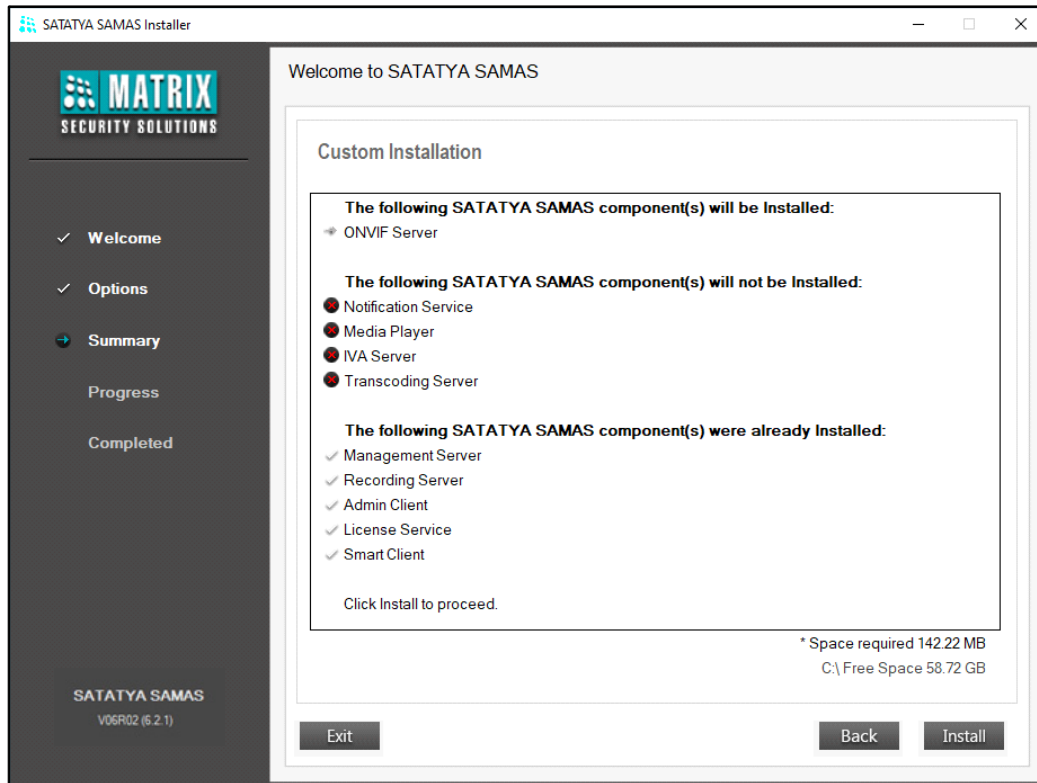 SATATYA SAMAS Installer
MATRIX
SECURITY SOLUTIONS
Welcome
Options
Summary
Progress
Completed
SATATYA SAMAS
V06R02 (6.2.1)
Welcome to SATATYA SAMAS
Custom Installation
The following SATATYA SAMAS component(s) will be Installed:
ONVIF Server
The following SATATYA SAMAS component(s) will not be Installed:
Notification Service
Media Player
IVA Server
Transcoding Server
The following SATATYA SAMAS component(s) were already Installed:
Management Server
Recording Server
Admin Client
License Service
Smart Client
Click Install to proceed.
* Space required 142.22 MB
C:\ Free Space 58.72 GB
Exit
Back
Install